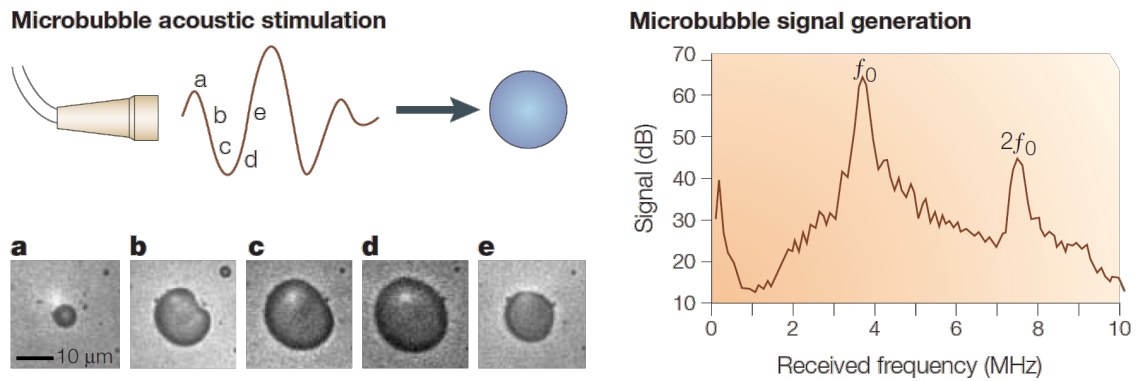 Microbubble acoustic stimulation
a
b
c
d
e
a
b
c
d
e
10 µm
Microbubble signal generation
70
60
50
40
30
20
10
Signal (dB)
f₀
2f₀
0
2
4
6
8
10
Received frequency (MHz)